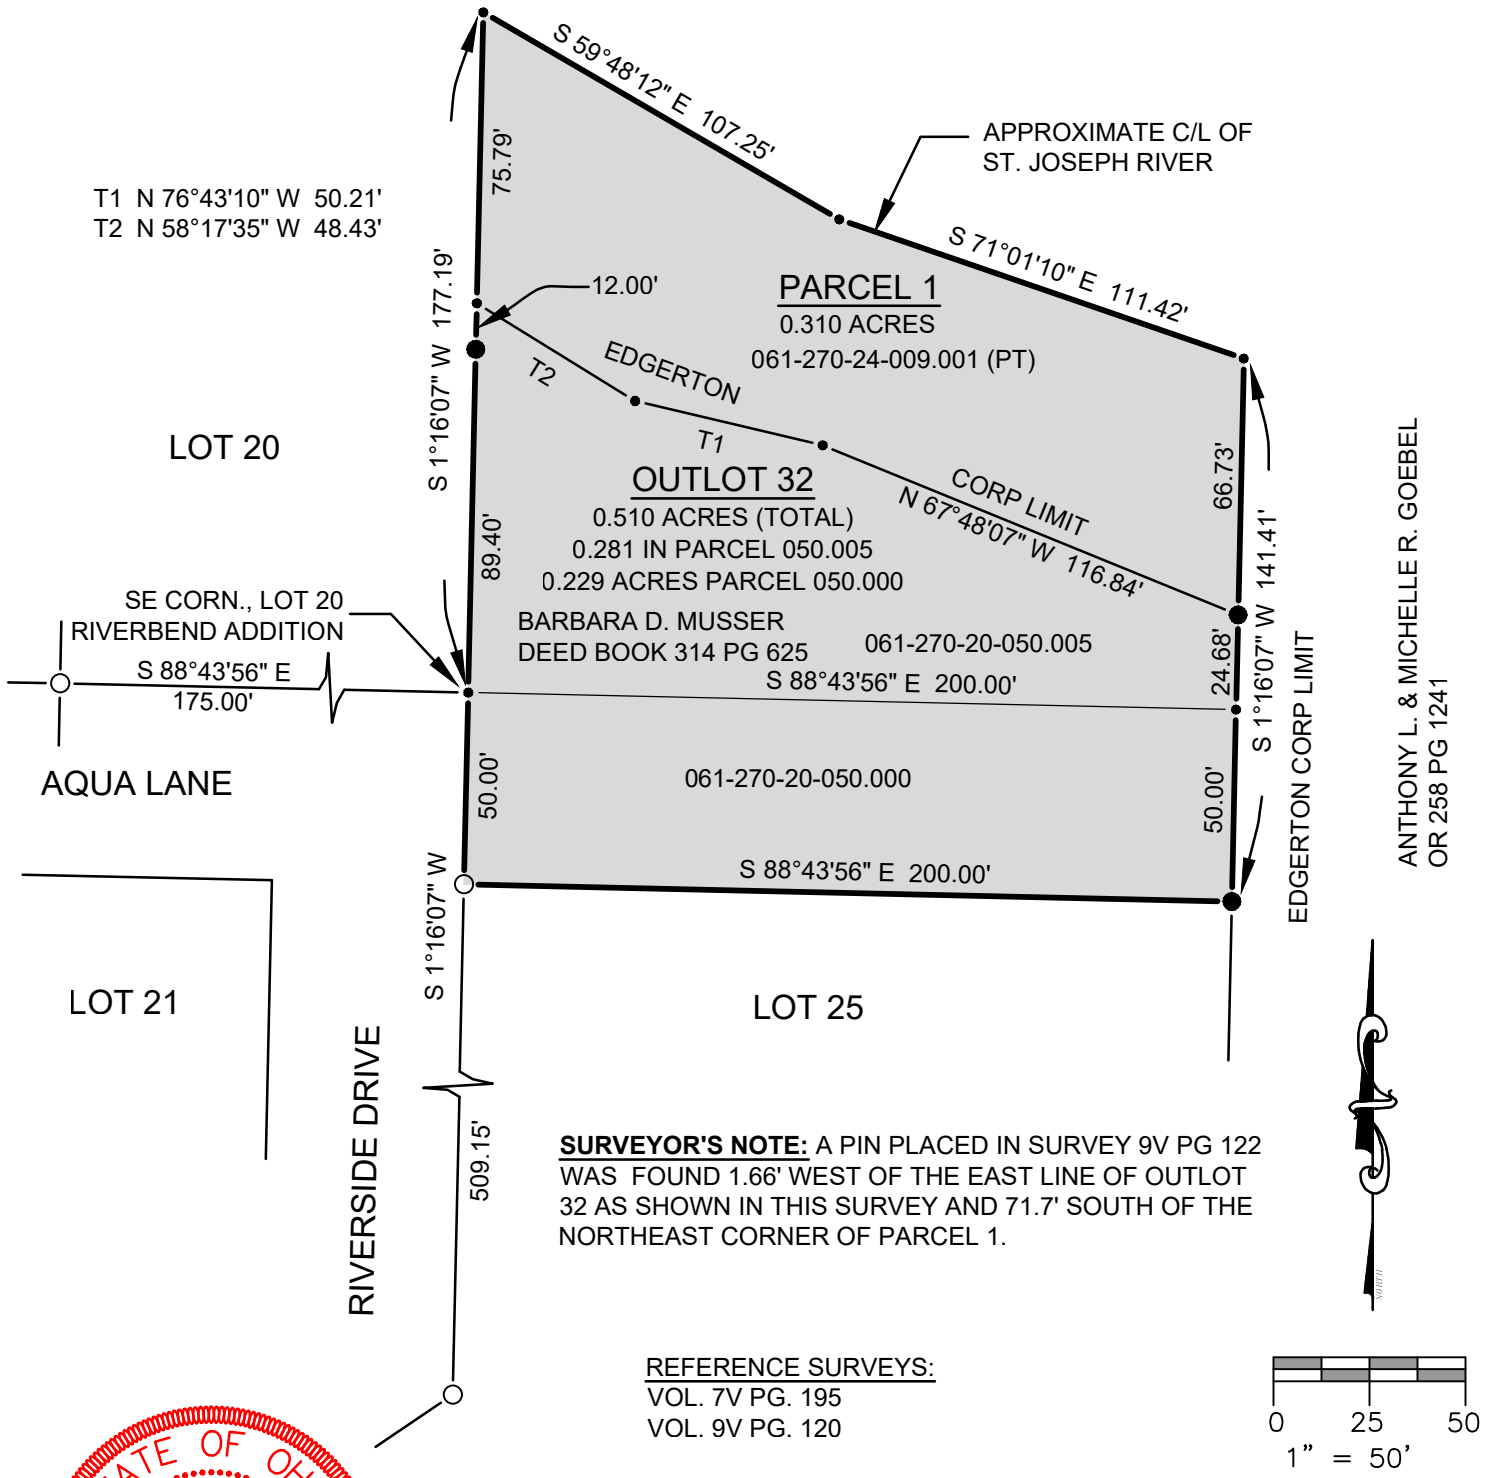 S 59°48'12" E 107.25'
APPROXIMATE C/L OF
ST. JOSEPH RIVER
75.79'
T1 N 76°43'10" W 50.21'
T2 N 58°17'35" W 48.43'
S 71°01'10" E 111.42'
S 1°16'07" W 177.19'
12.00'
PARCEL 1
0.310 ACRES
061-270-24-009.001 (PT)
EDGERTON
T2
T1
LOT 20
66.73'
CORP LIMIT
N 67°48'07" W 116.84'
OUTLOT 32
0.510 ACRES (TOTAL)
0.281 IN PARCEL 050.005
0.229 ACRES PARCEL 050.000
89.40'
BARBARA D. MUSSER
DEED BOOK 314 PG 625
061-270-20-050.005
S 1°16'07" W 141.41'
ANTHONY L. & MICHELLE R. GOEBEL
OR 258 PG 1241
SE CORN., LOT 20
RIVERBEND ADDITION
S 88°43'56" E
175.00'
S 88°43'56" E 200.00'
24.68'
EDGERTON CORP LIMIT
AQUA LANE
50.00'
061-270-20-050.000
50.00'
S 88°43'56" E 200.00'
S 1°16'07" W
LOT 21
LOT 25
RIVERSIDE DRIVE
509.15'
SURVEYOR'S NOTE: A PIN PLACED IN SURVEY 9V PG 122
WAS FOUND 1.66' WEST OF THE EAST LINE OF OUTLOT
32 AS SHOWN IN THIS SURVEY AND 71.7' SOUTH OF THE
NORTHEAST CORNER OF PARCEL 1.
NORTH
REFERENCE SURVEYS:
VOL. 7V PG. 195
VOL. 9V PG. 120
0 25 50
1" = 50'
OF